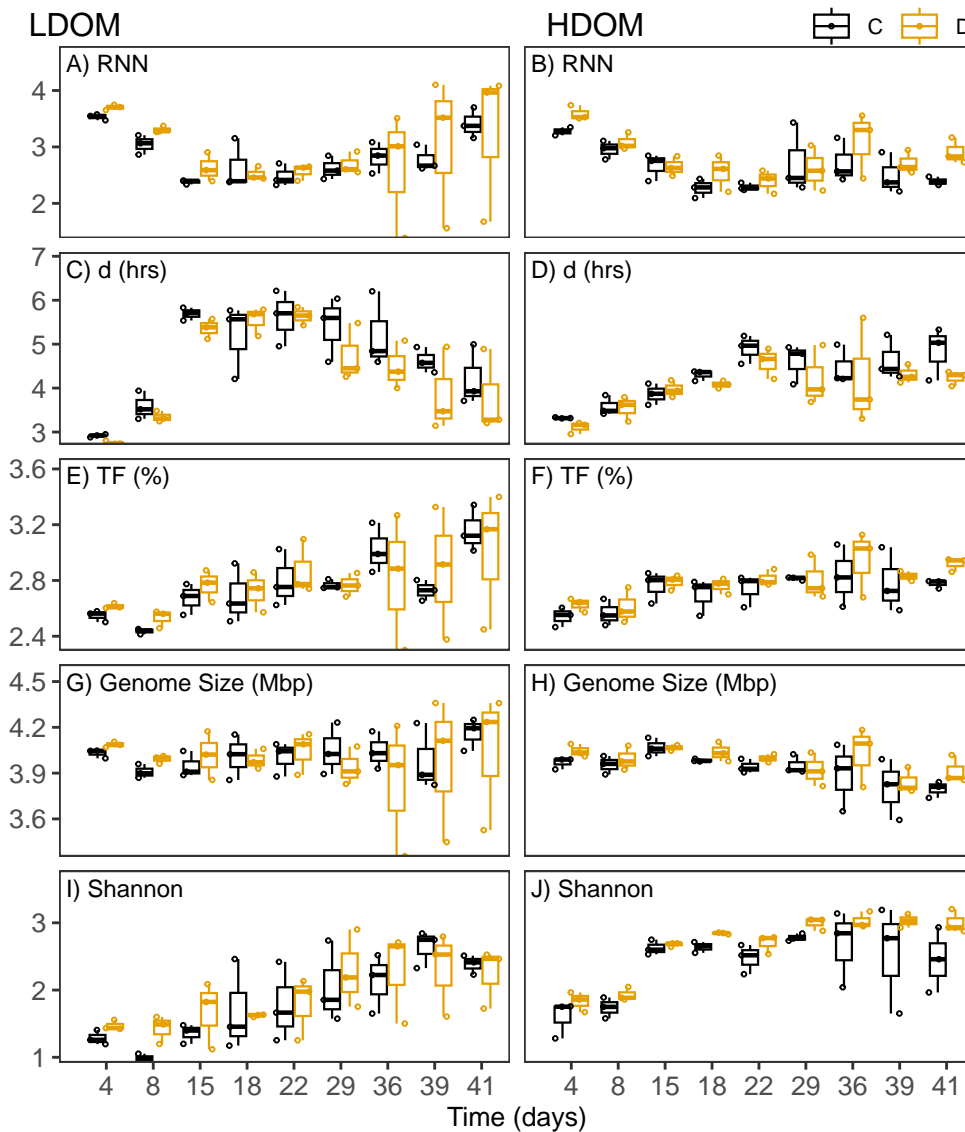 LDOM HDOM C D
A) RNN B) RNN
4
3
2
C) d (hrs) D) d (hrs)
7
6
5
4
3
E) TF (%) F) TF (%)
3.6
3.2
2.8
2.4
G) Genome Size (Mbp) H) Genome Size (Mbp)
4.5
4.2
3.9
3.6
I) Shannon J) Shannon
3
2
1
4 8 15 18 22 29 36 39 41 4 8 15 18 22 29 36 39 41
Time (days)